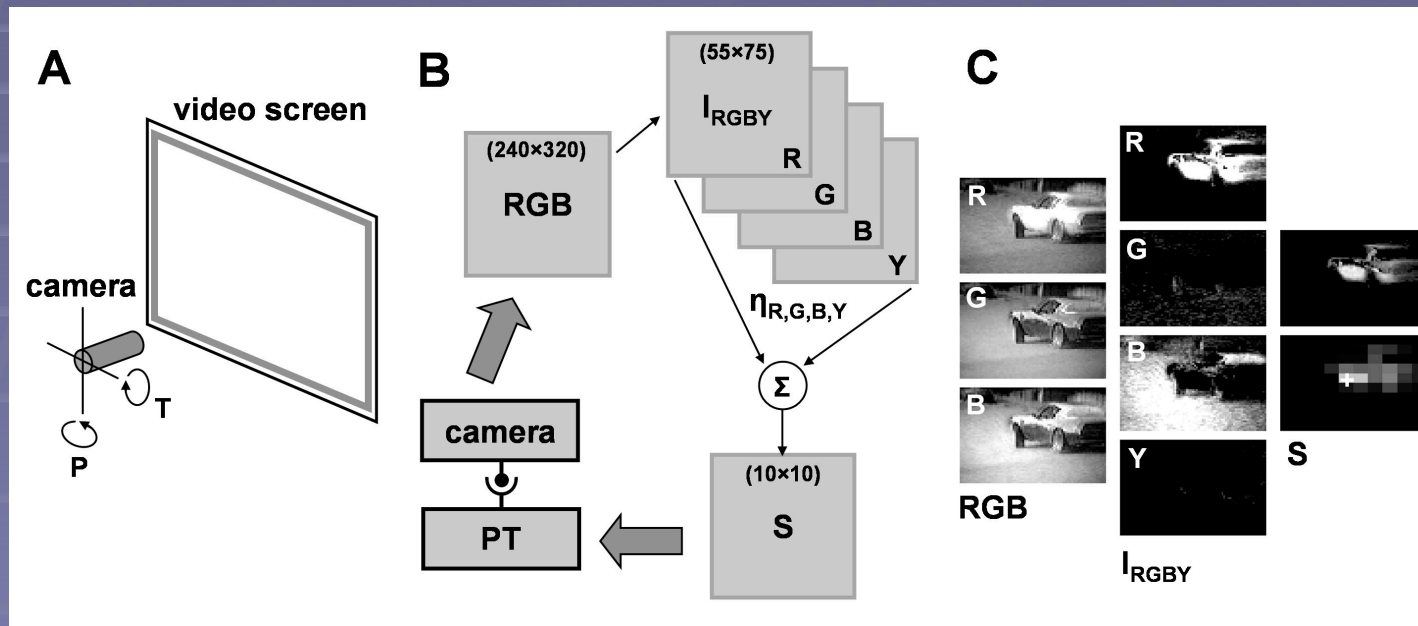 A
video screen
camera
T
P
B
(240×320)
RGB
(55×75)
I_RGBY
R
G
B
Y
η_R,G,B,Y
Σ
(10×10)
S
camera
PT
C
R
G
B
RGB
R
G
B
Y
I_RGBY
S